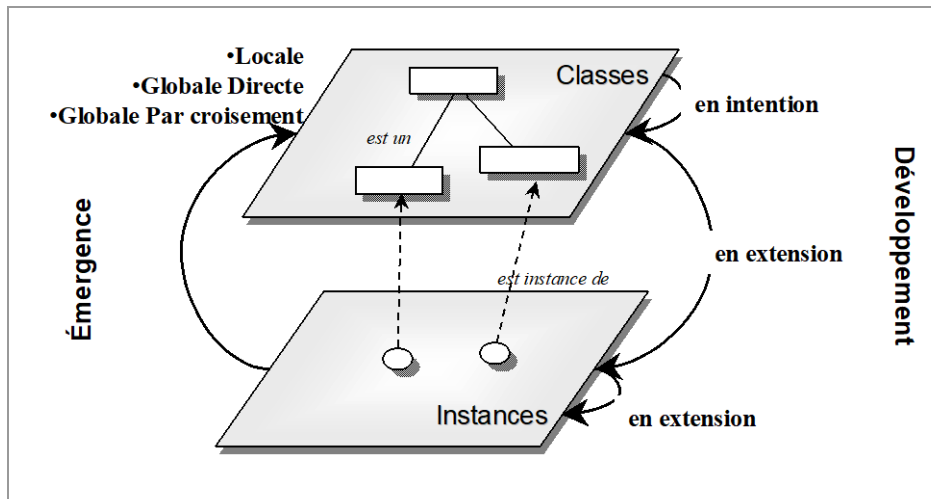 •Locale
•Globale Directe
•Globale Par croisement
Classes
en intention
est un
Émergence
Développement
en extension
est instance de
Instances
en extension